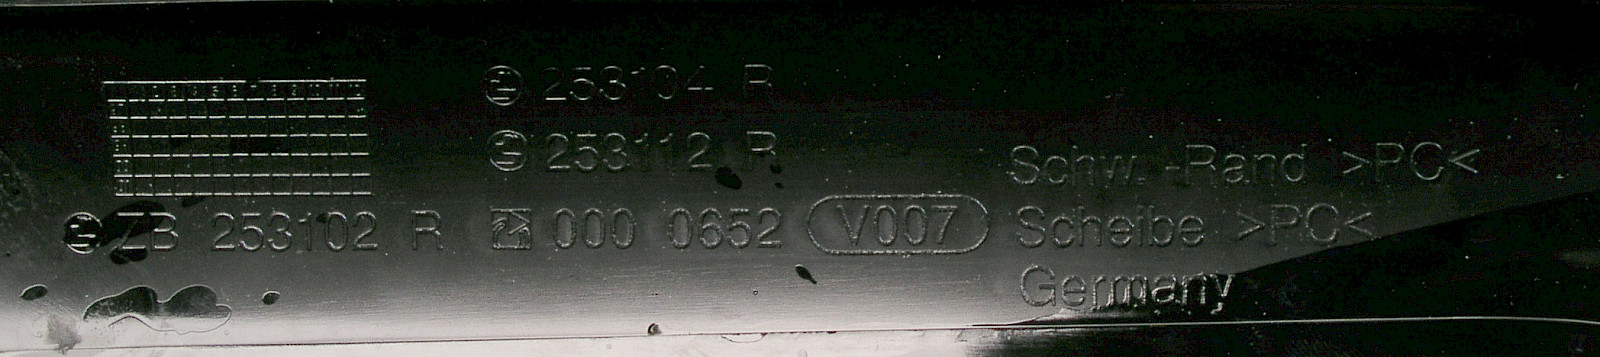 253104 R
253112 R
ZB 253102 R 000 0652 V007
Schw.-Rand >PC<
Scheibe >PC<
Germany